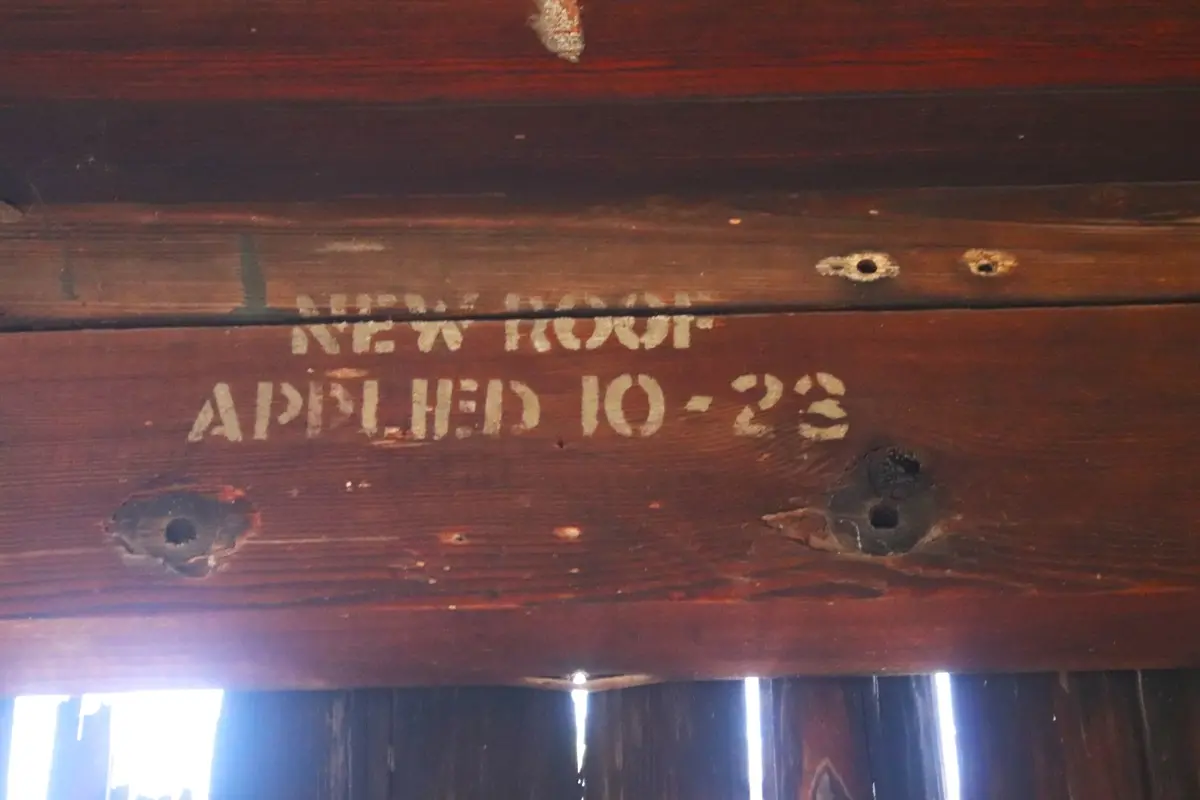 NEW ROOF
APPLIED 10-23